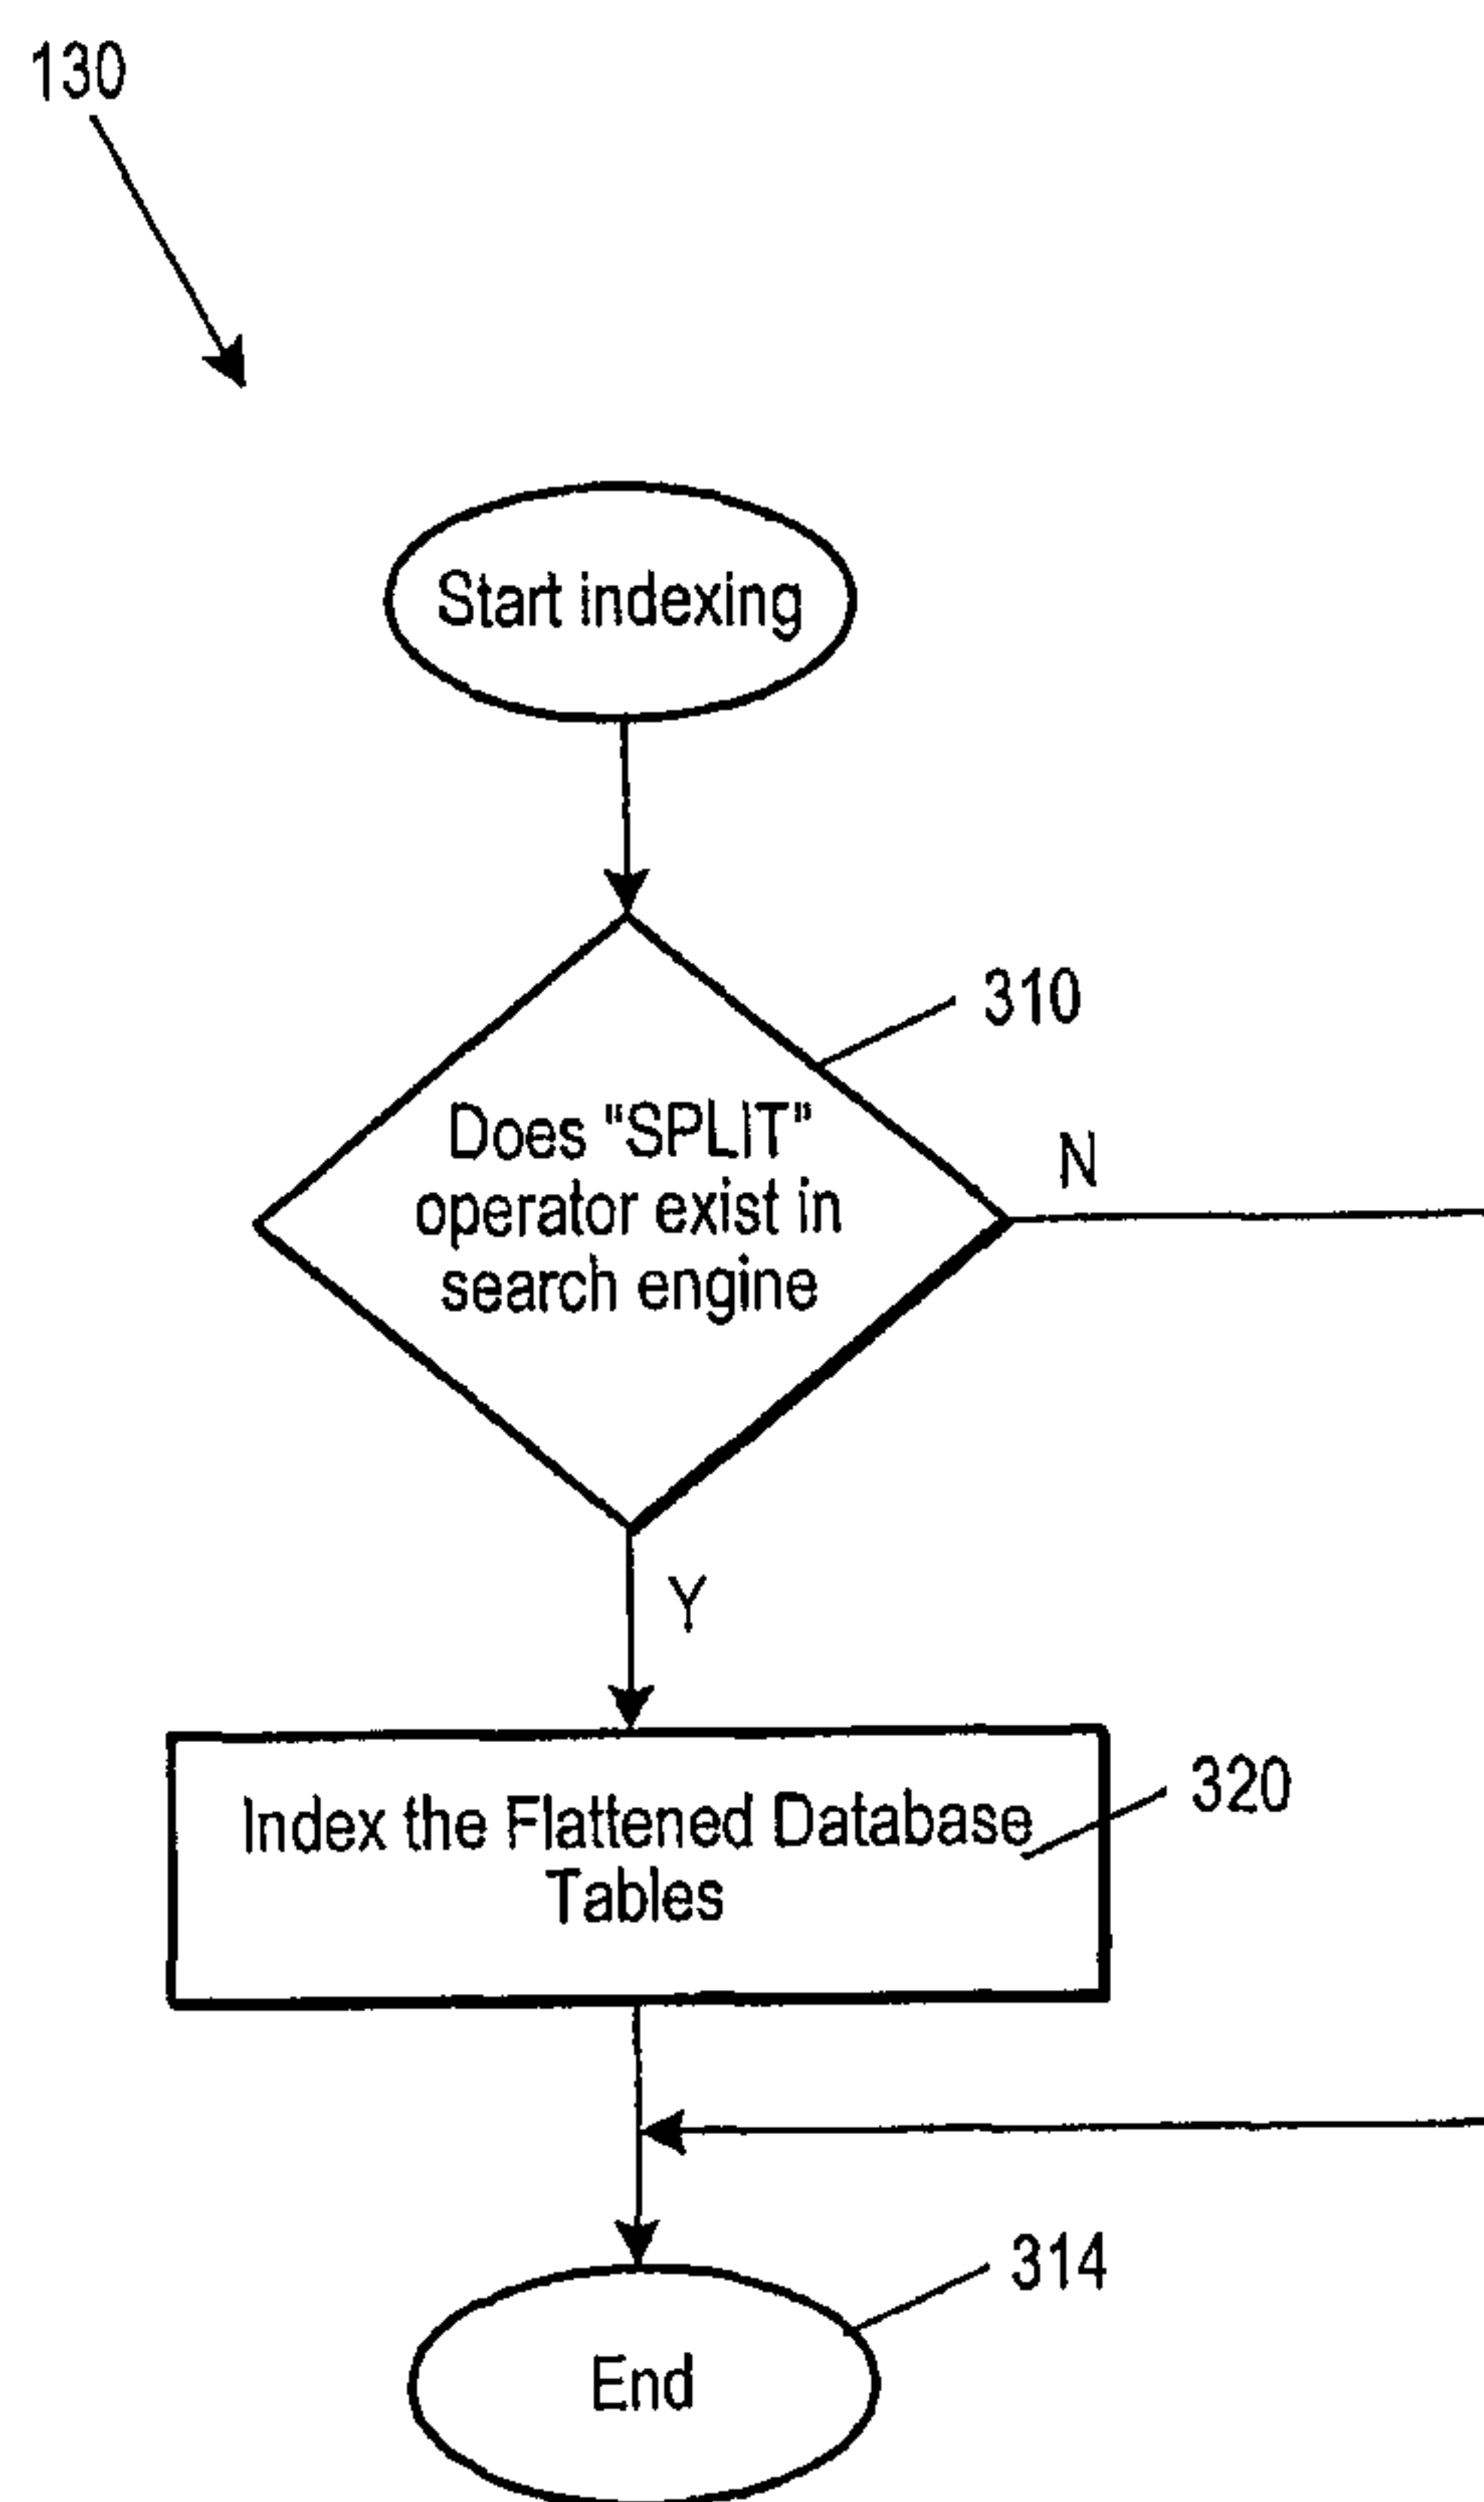 130
Start indexing
310
Does "SPLIT"
operator exist in
search engine
N
Y
320
Index the Flattened Database
Tables
314
End